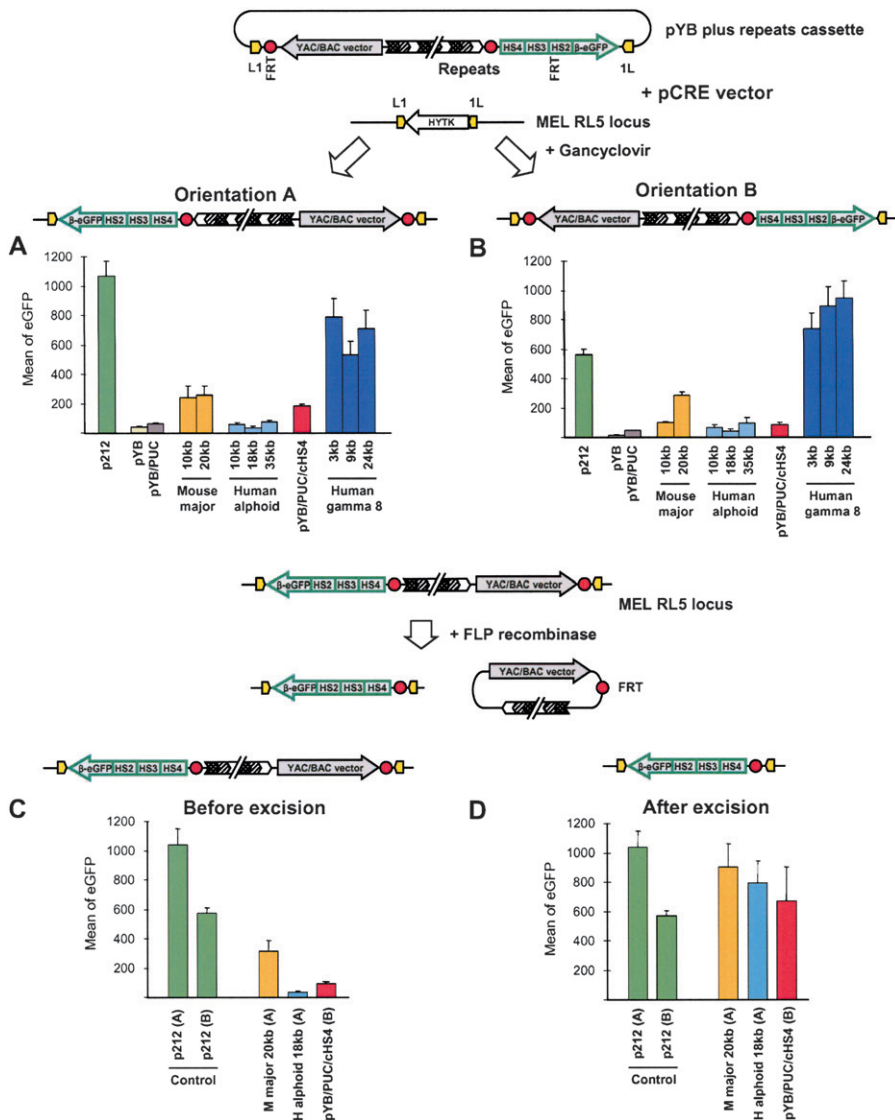 pYB plus repeats cassette
YAC/BAC vector
HS4 HS3 HS2 β-eGFP
L1
FRT
Repeats
FRT
1L
+ pCRE vector
L1
1L
HYTK
MEL RL5 locus
+ Gancyclovir
Orientation A
Orientation B
β-eGFP HS2 HS3 HS4
YAC/BAC vector
YAC/BAC vector
HS4 HS3 HS2 β-eGFP
A
Mean of eGFP
1200
1000
800
600
400
200
p212
pYB
pYB/PUC
10kb
20kb
10kb
18kb
35kb
pYB/PUC/cHS4
3kb
9kb
24kb
Mouse major
Human alphoid
Human gamma 8
B
Mean of eGFP
1200
1000
800
600
400
200
p212
pYB
pYB/PUC
10kb
20kb
10kb
18kb
35kb
pYB/PUC/cHS4
3kb
9kb
24kb
Mouse major
Human alphoid
Human gamma 8
β-eGFP HS2 HS3 HS4
YAC/BAC vector
MEL RL5 locus
+ FLP recombinase
β-eGFP HS2 HS3 HS4
YAC/BAC vector
FRT
β-eGFP HS2 HS3 HS4
YAC/BAC vector
β-eGFP HS2 HS3 HS4
C
Before excision
Mean of eGFP
1200
1000
800
600
400
200
p212 (A)
p212 (B)
Control
M major 20kb (A)
H alphoid 18kb (A)
pYB/PUC/cHS4 (B)
D
After excision
Mean of eGFP
1200
1000
800
600
400
200
p212 (A)
p212 (B)
Control
M major 20kb (A)
H alphoid 18kb (A)
pYB/PUC/cHS4 (B)